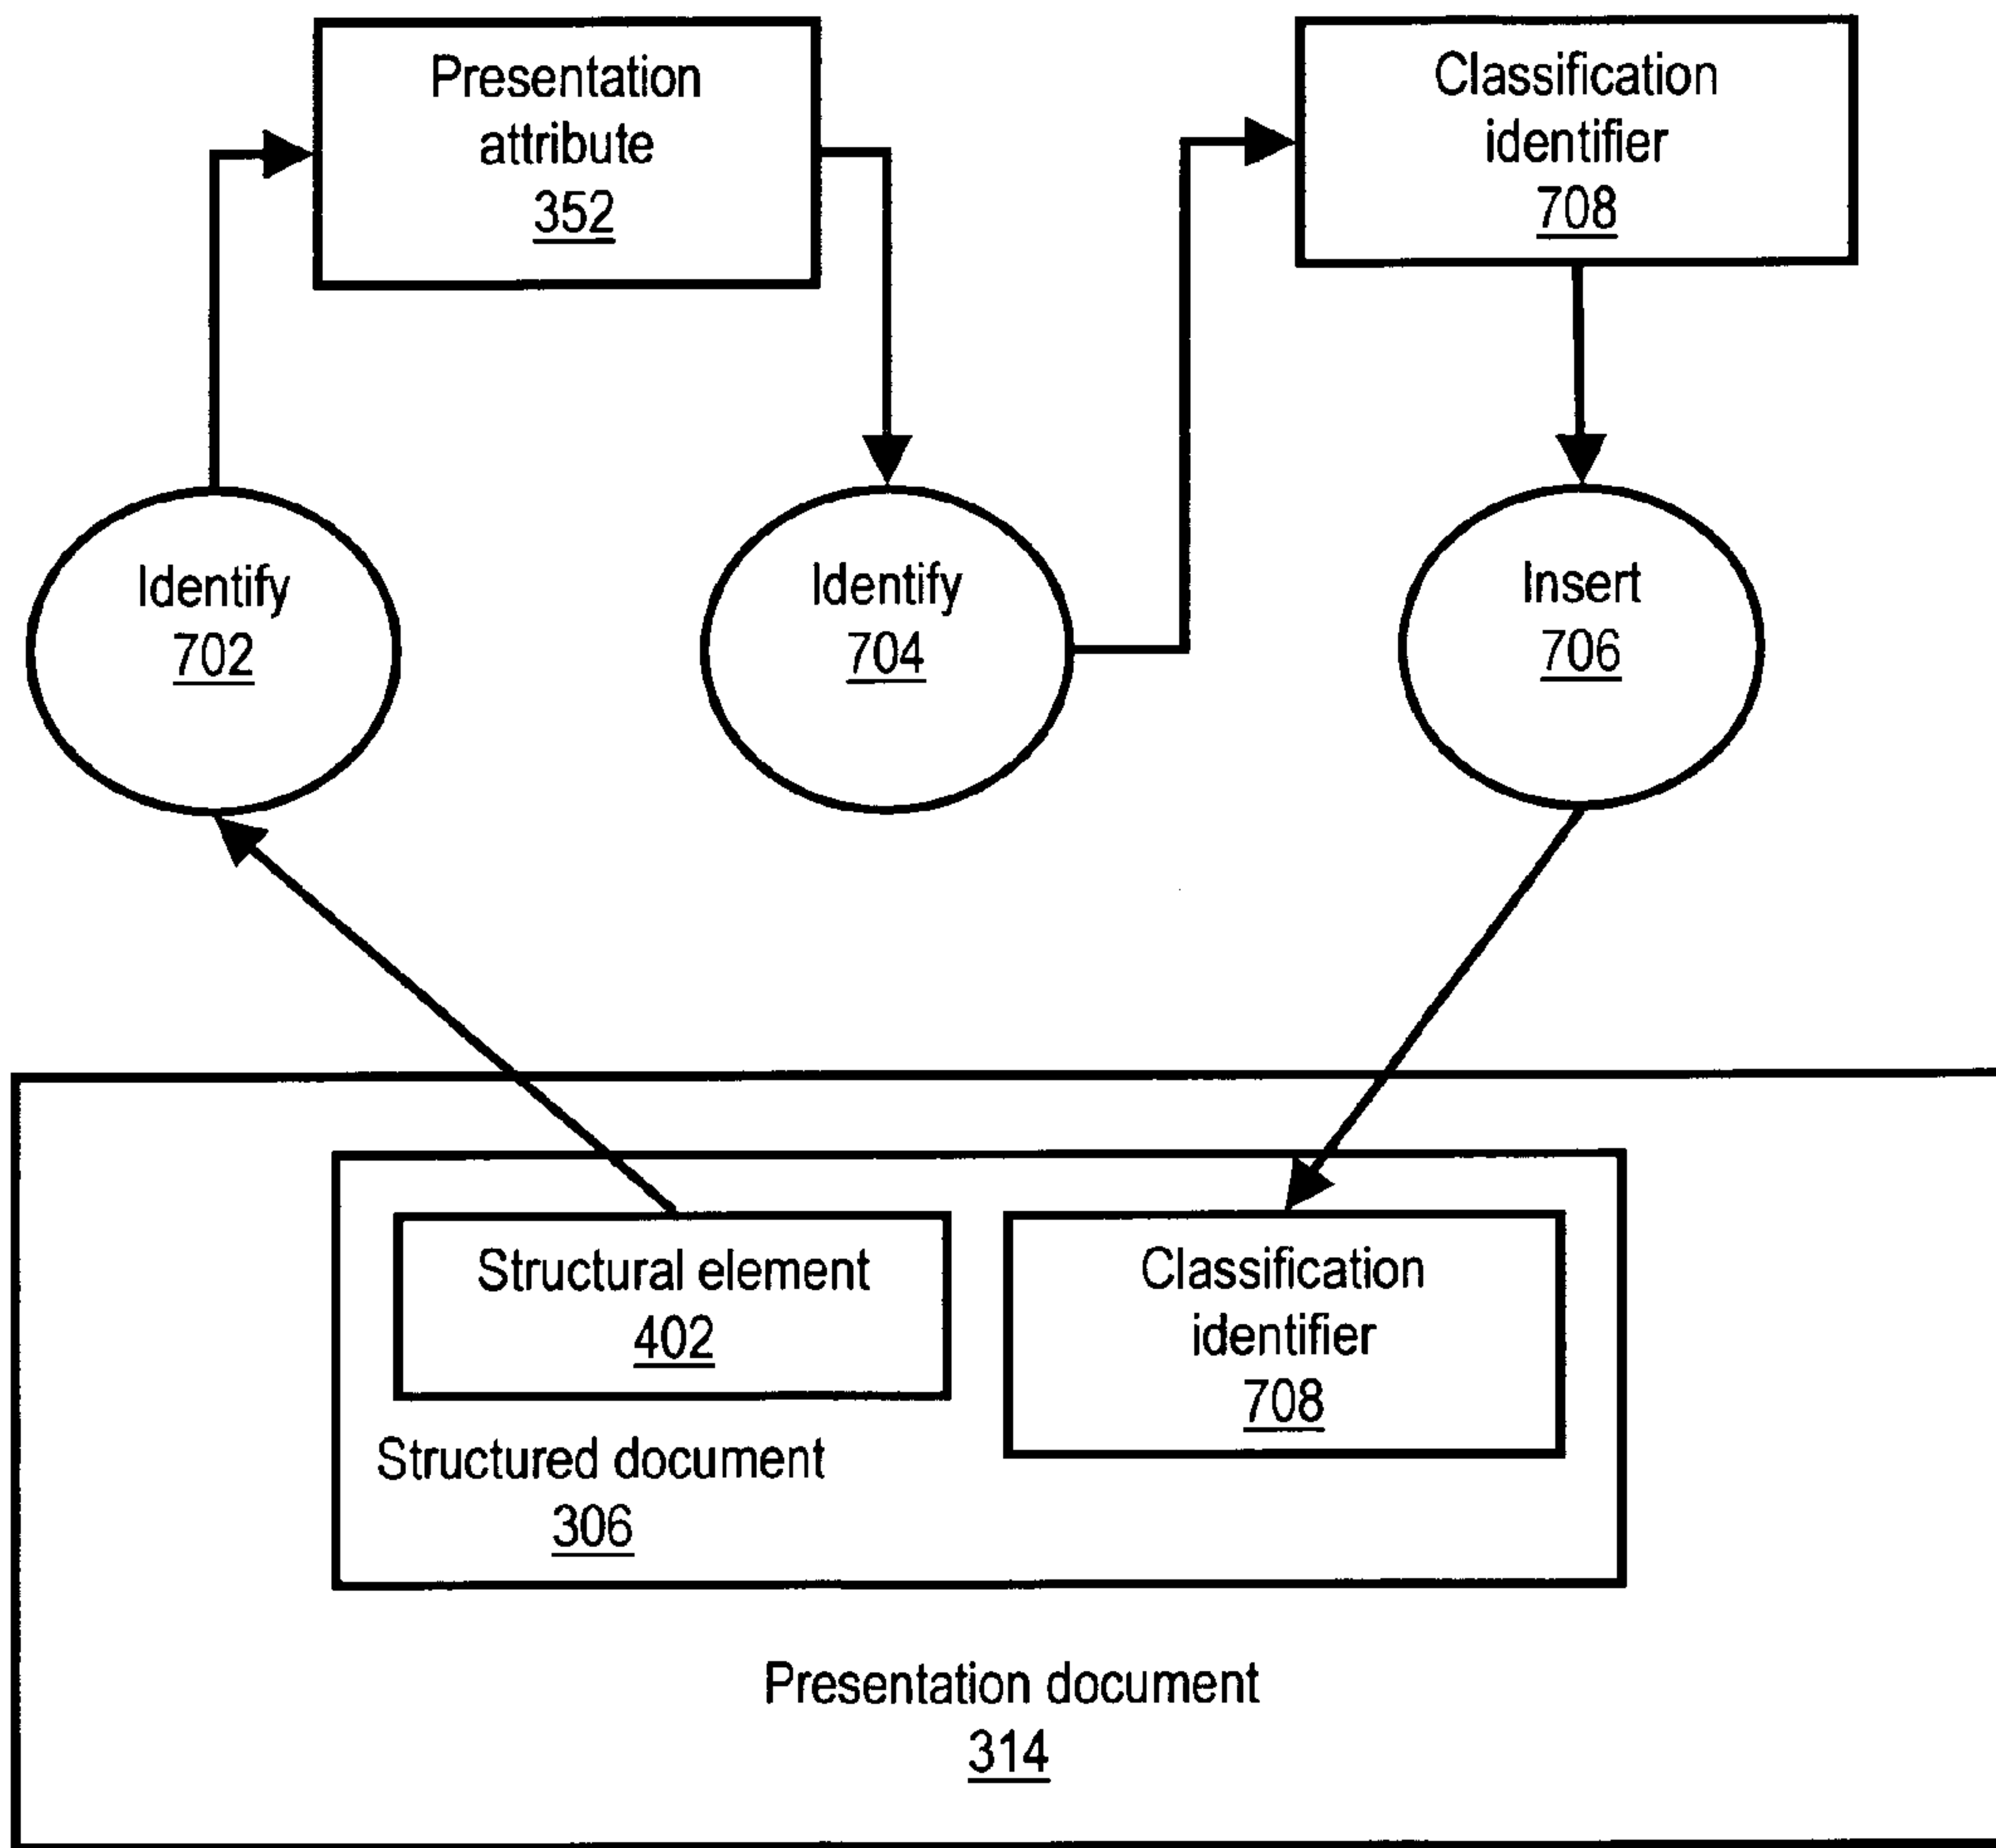 Presentation
attribute
352
Classification
identifier
708
Identify
702
Identify
704
Insert
706
Structural element
402
Classification
identifier
708
Structured document
306
Presentation document
314